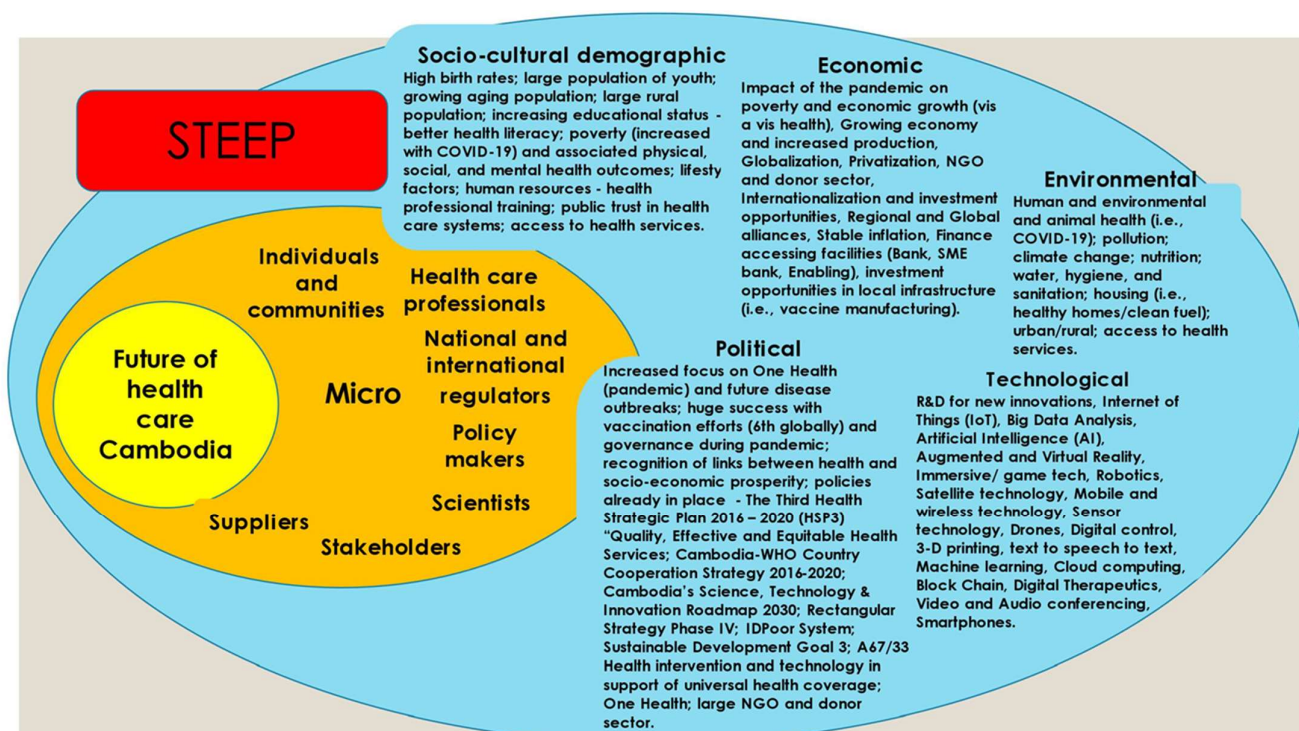 STEEP
Socio-cultural demographic
High birth rates; large population of youth;
growing aging population; large rural
population; increasing educational status -
better health literacy; poverty (increased
with COVID-19) and associated physical,
social, and mental health outcomes; lifesty
factors; human resources - health
professional training; public trust in health
care systems; access to health services.
Economic
Impact of the pandemic on
poverty and economic growth (vis
a vis health), Growing economy
and increased production,
Globalization, Privatization, NGO
and donor sector,
Internationalization and investment
opportunities, Regional and Global
alliances, Stable inflation, Finance
accessing facilities (Bank, SME
bank, Enabling), investment
opportunities in local infrastructure
(i.e., vaccine manufacturing).
Environmental
Human and environmental
and animal health (i.e.,
COVID-19); pollution;
climate change; nutrition;
water, hygiene, and
sanitation; housing (i.e.,
healthy homes/clean fuel);
urban/rural; access to health
services.
Individuals
and
communities
Health care
professionals
National and
international
regulators
Micro
Policy
makers
Scientists
Suppliers
Stakeholders
Future of
health
care
Cambodia
Political
Increased focus on One Health
(pandemic) and future disease
outbreaks; huge success with
vaccination efforts (6th globally) and
governance during pandemic;
recognition of links between health and
socio-economic prosperity; policies
already in place - The Third Health
Strategic Plan 2016 – 2020 (HSP3)
“Quality, Effective and Equitable Health
Services; Cambodia-WHO Country
Cooperation Strategy 2016-2020;
Cambodia’s Science, Technology &
Innovation Roadmap 2030; Rectangular
Strategy Phase IV; IDPoor System;
Sustainable Development Goal 3; A67/33
Health intervention and technology in
support of universal health coverage;
One Health; large NGO and donor
sector.
Technological
R&D for new innovations, Internet of
Things (IoT), Big Data Analysis,
Artificial Intelligence (AI),
Augmented and Virtual Reality,
Immersive/ game tech, Robotics,
Satellite technology, Mobile and
wireless technology, Sensor
technology, Drones, Digital control,
3-D printing, text to speech to text,
Machine learning, Cloud computing,
Block Chain, Digital Therapeutics,
Video and Audio conferencing,
Smartphones.